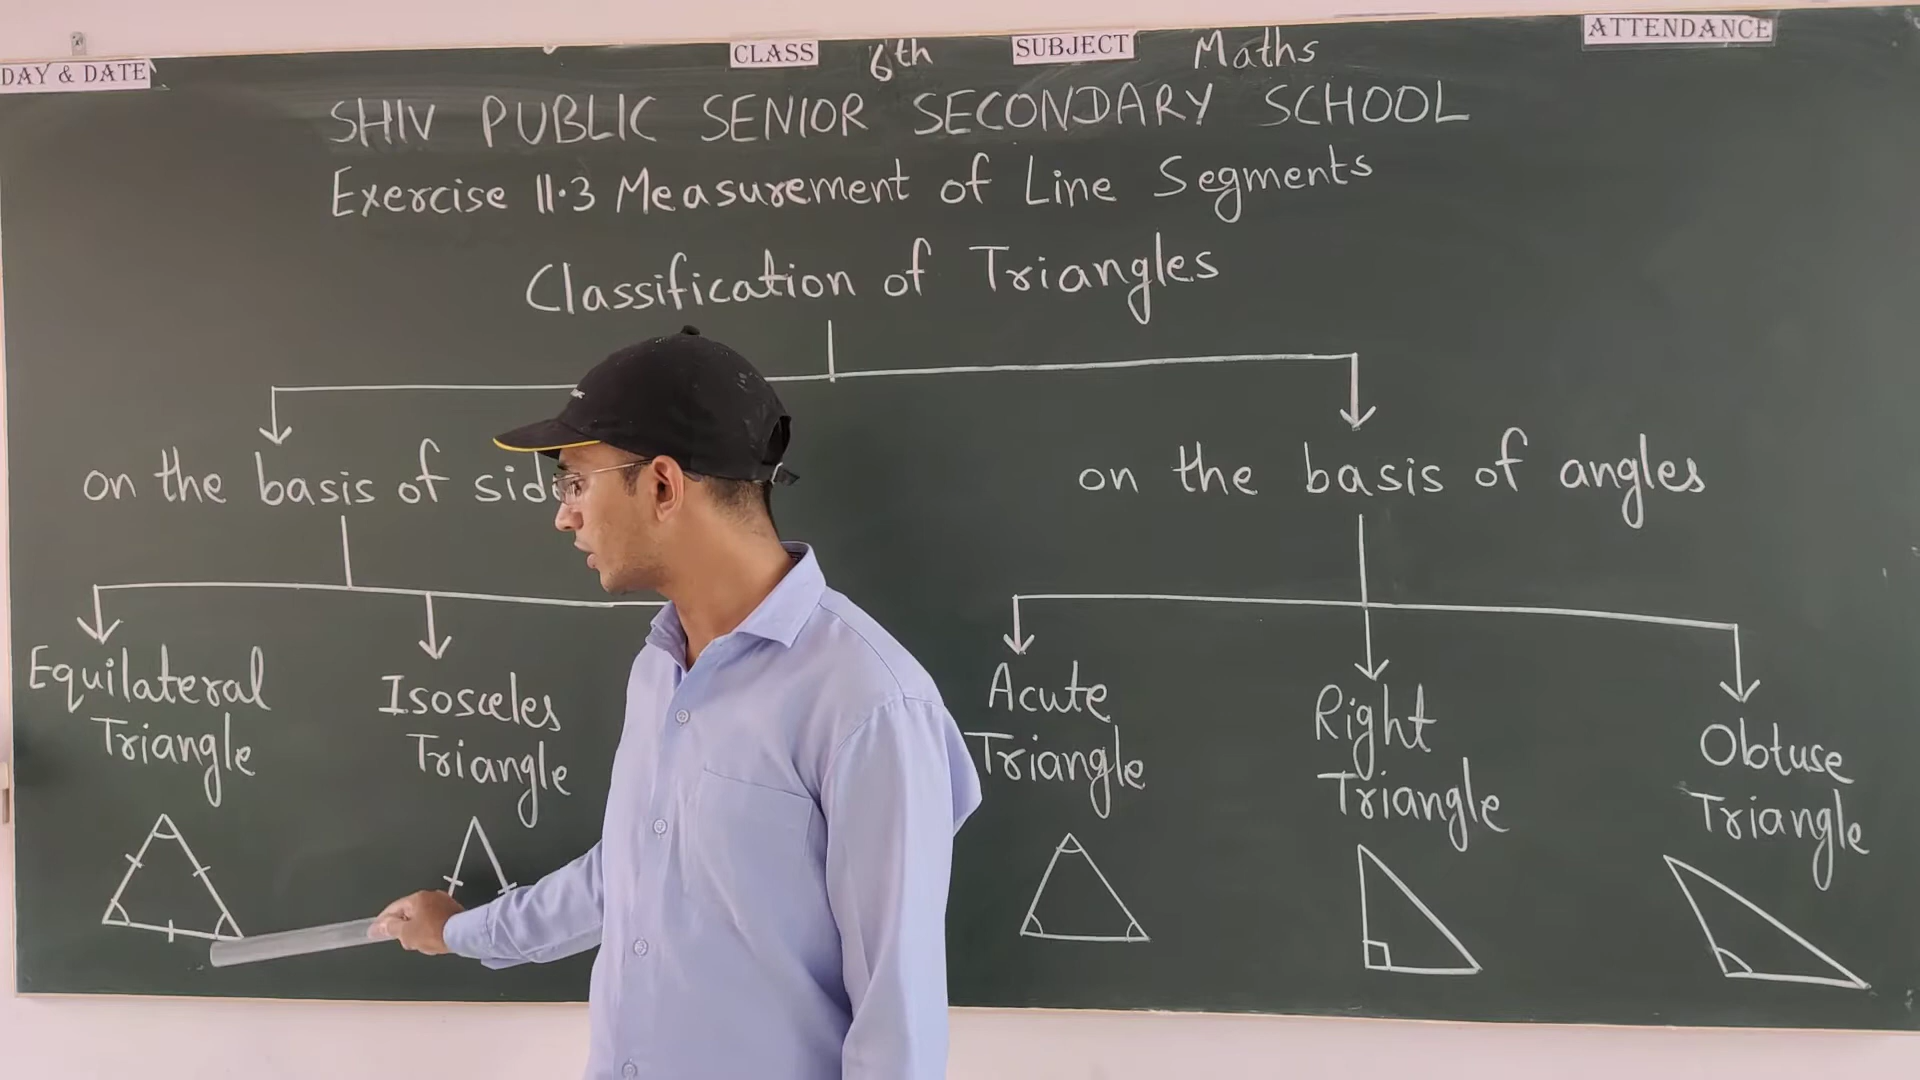 DAY & DATE CLASS 6th SUBJECT Maths ATTENDANCE
SHIV PUBLIC SENIOR SECONDARY SCHOOL
Exercise 11.3 Measurement of Line Segments
Classification of Triangles
on the basis of
on the basis of angles
Equilateral
Triangle
Isosceles
Triangle
Acute
Triangle
Right
Triangle
Obtuse
Triangle